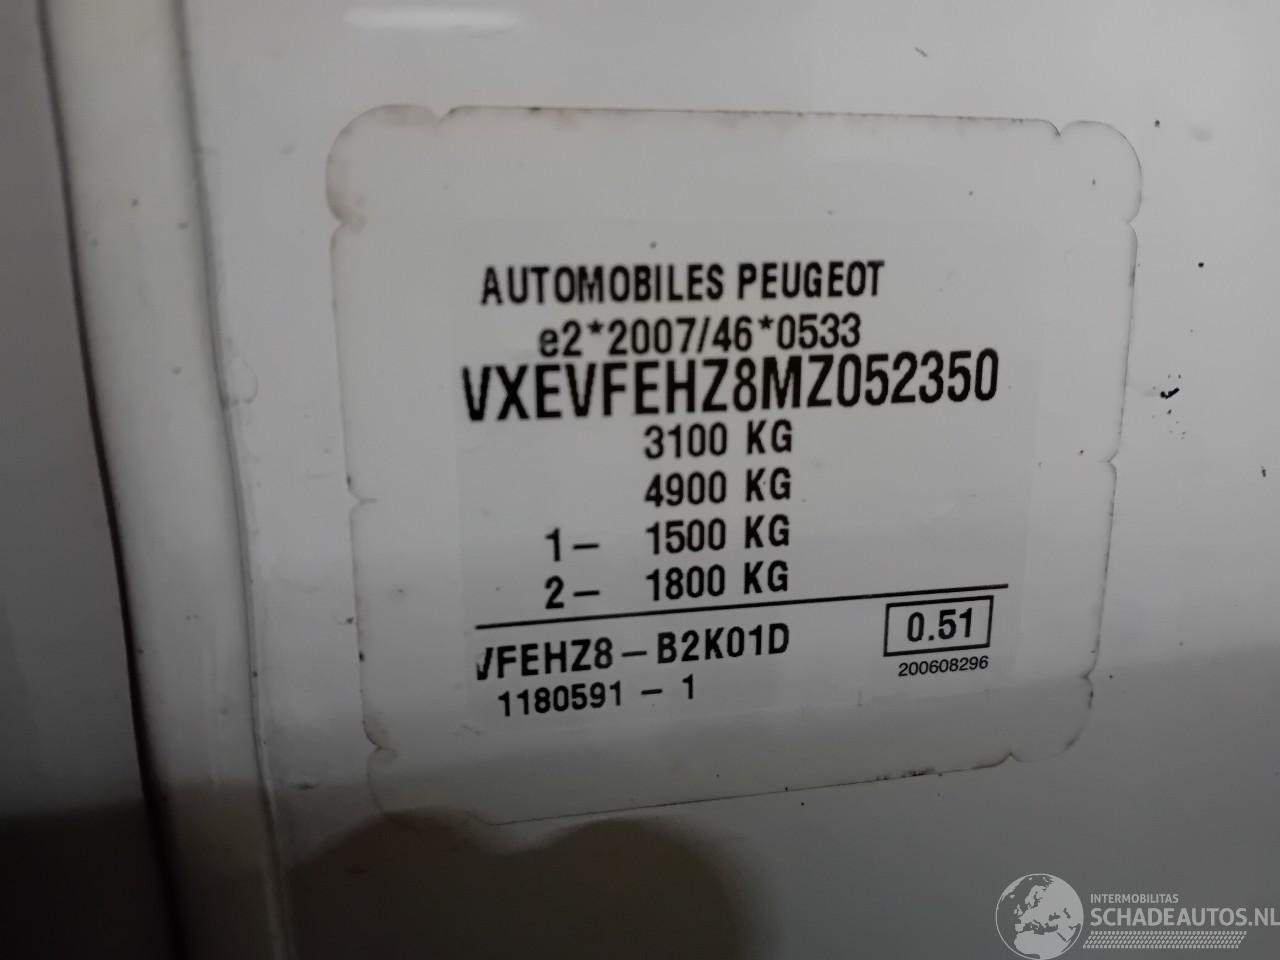 AUTOMOBILES PEUGEOT
e2*2007/46*0533
VXEVFEHZ8MZ052350
3100 KG
4900 KG
1- 1500 KG
2- 1800 KG
VFEHZ8-B2K01D
0.51
1180591-1
200608296
INTERMOBILITAS
SCHADEAUTOS.NL